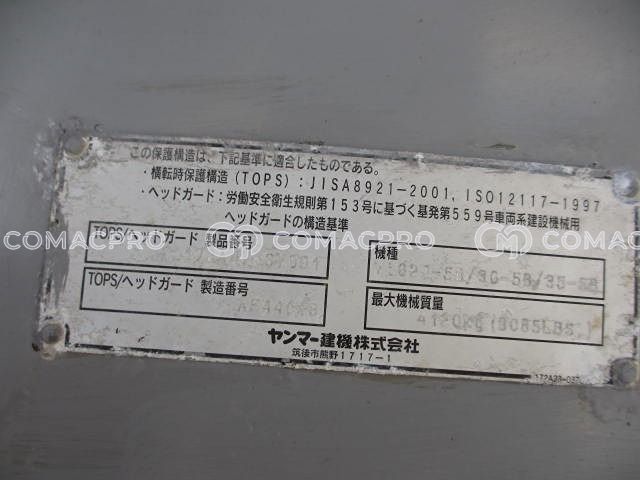 この保護構造は、下記基準に適合したものである。
・横転時保護構造(TOPS):JISA8921-2001, ISO12117-1997
・ヘッドガード:労働安全衛生規則第153号に基づく基発第559号車両系建設機械用
ヘッドガードの構造基準
TOPS/ヘッドガード 製品番号
機種
TOPS/ヘッドガード 製造番号
最大機械質量
ヤンマー建機株式会社
筑後市熊野1717-1
COMACPRO COMACPRO COMACPRO